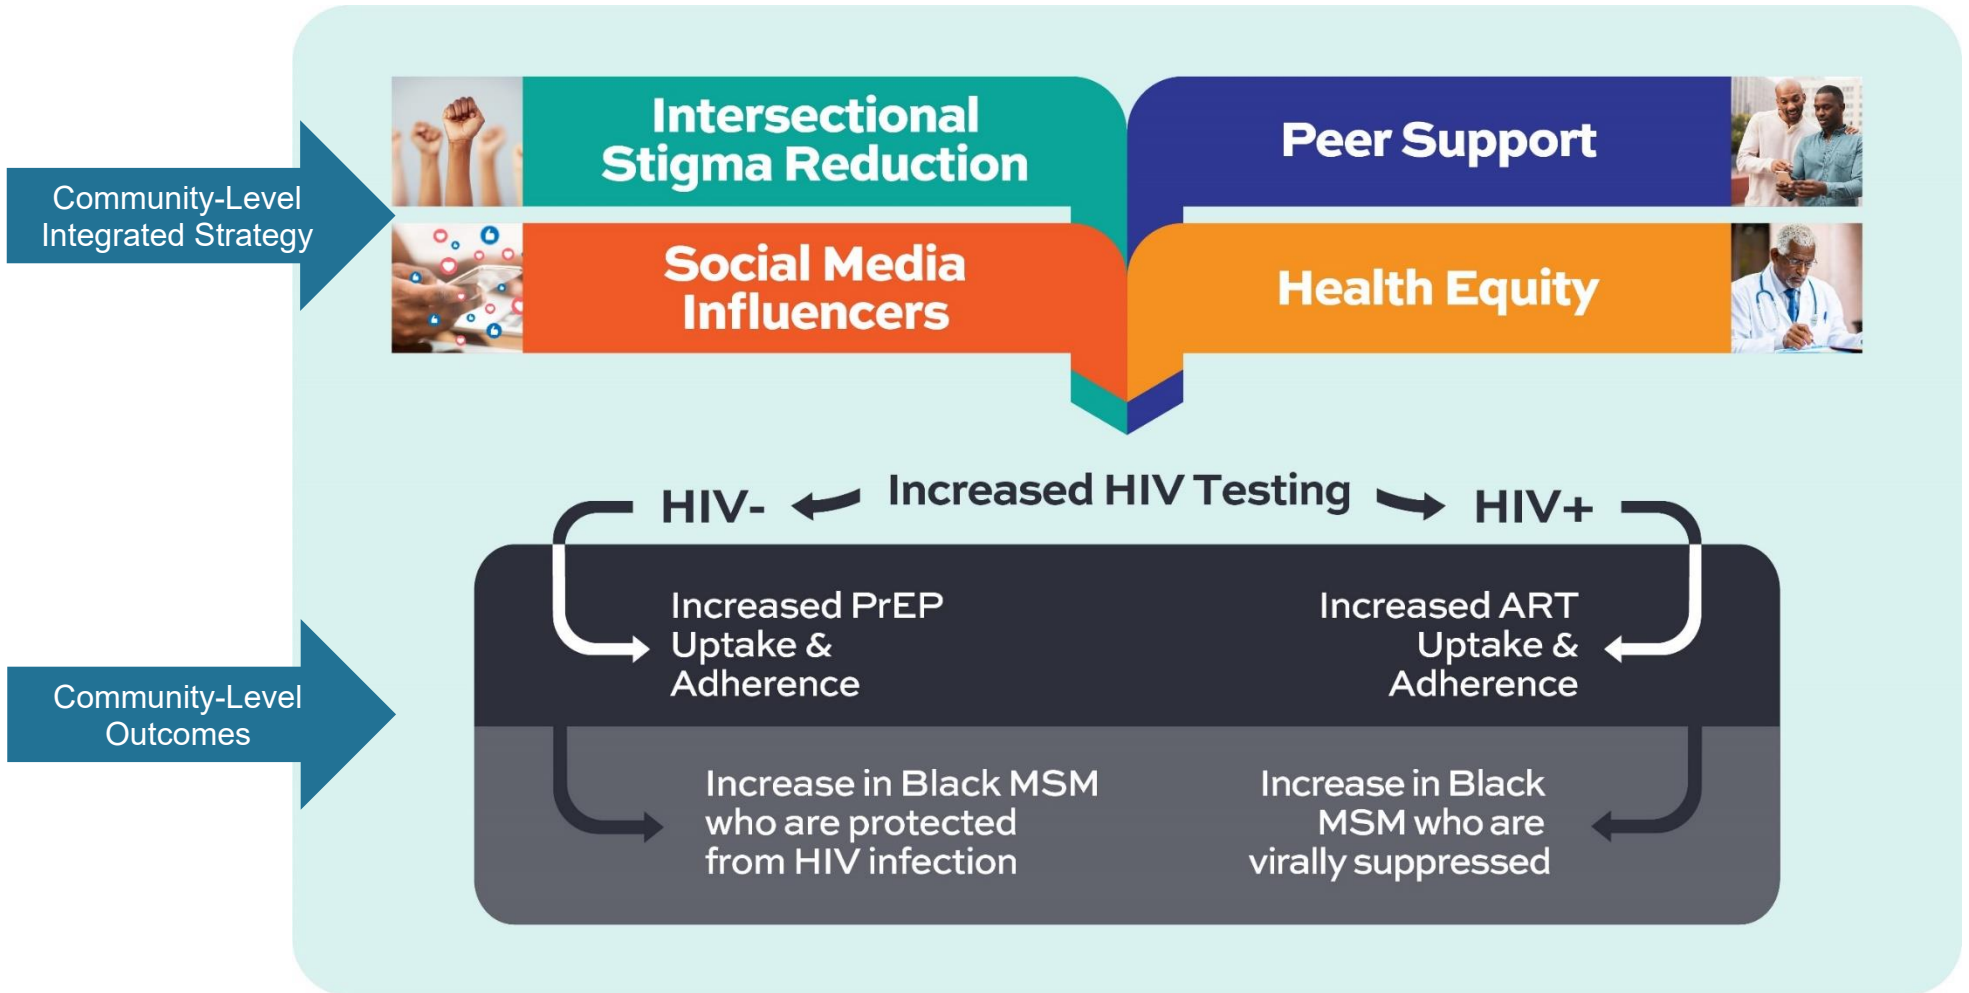 Community-Level
Integrated Strategy
Intersectional
Stigma Reduction
Peer Support
Social Media
Influencers
Health Equity
Increased HIV Testing
HIV-
HIV+
Community-Level
Outcomes
Increased PrEP
Uptake &
Adherence
Increased ART
Uptake &
Adherence
Increase in Black MSM
who are protected
from HIV infection
Increase in Black
MSM who are
virally suppressed